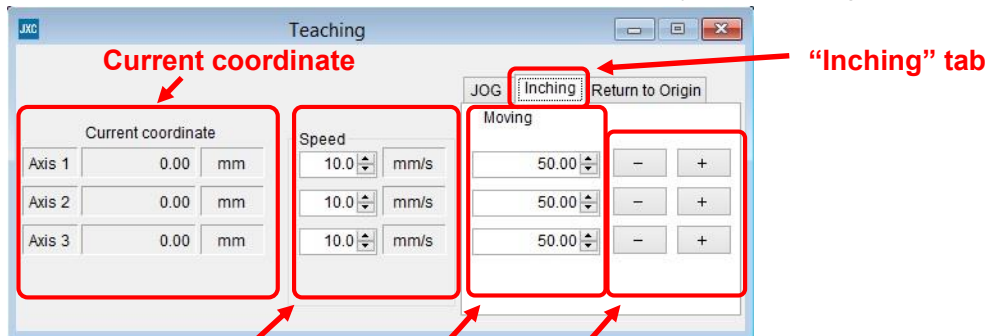 JXC Teaching
Current coordinate
“Inching” tab
JOG Inching Return to Origin
Current coordinate Speed Moving
Axis 1 0.00 mm 10.0 mm/s 50.00 − +
Axis 2 0.00 mm 10.0 mm/s 50.00 − +
Axis 3 0.00 mm 10.0 mm/s 50.00 − +